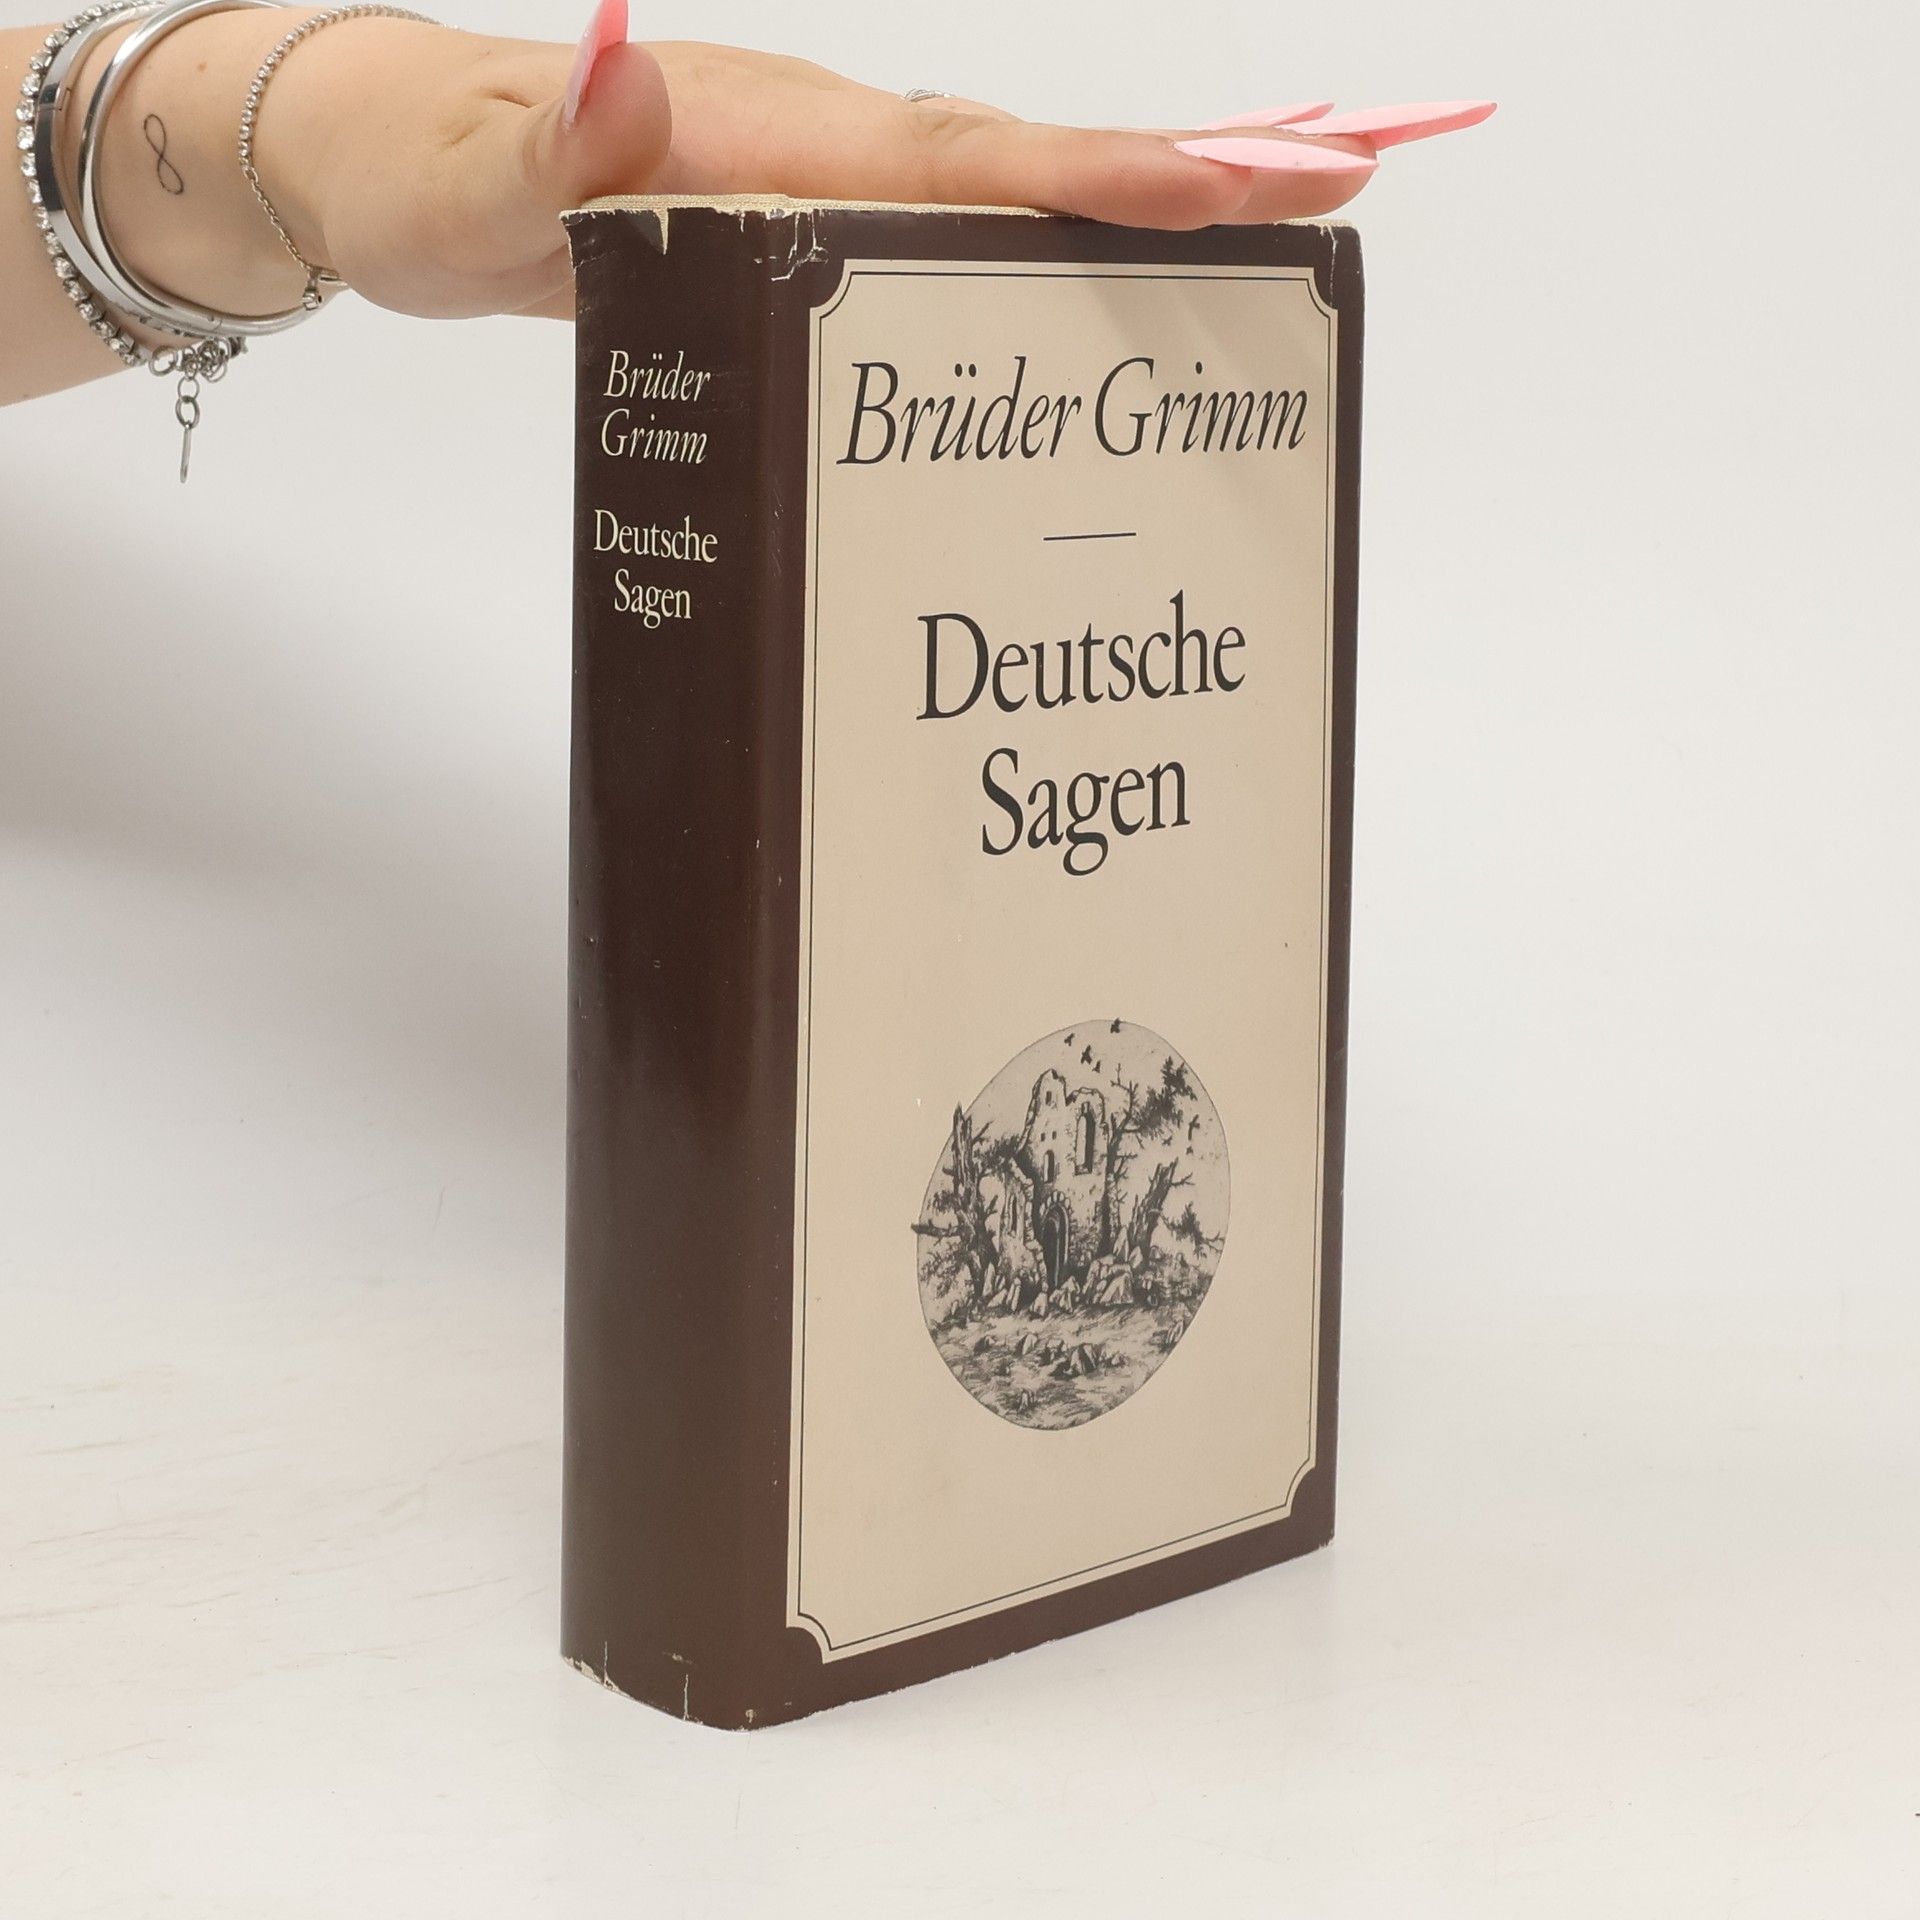 Brüder
Grimm
Deutsche
Sagen
Brüder Grimm
Deutsche
Sagen